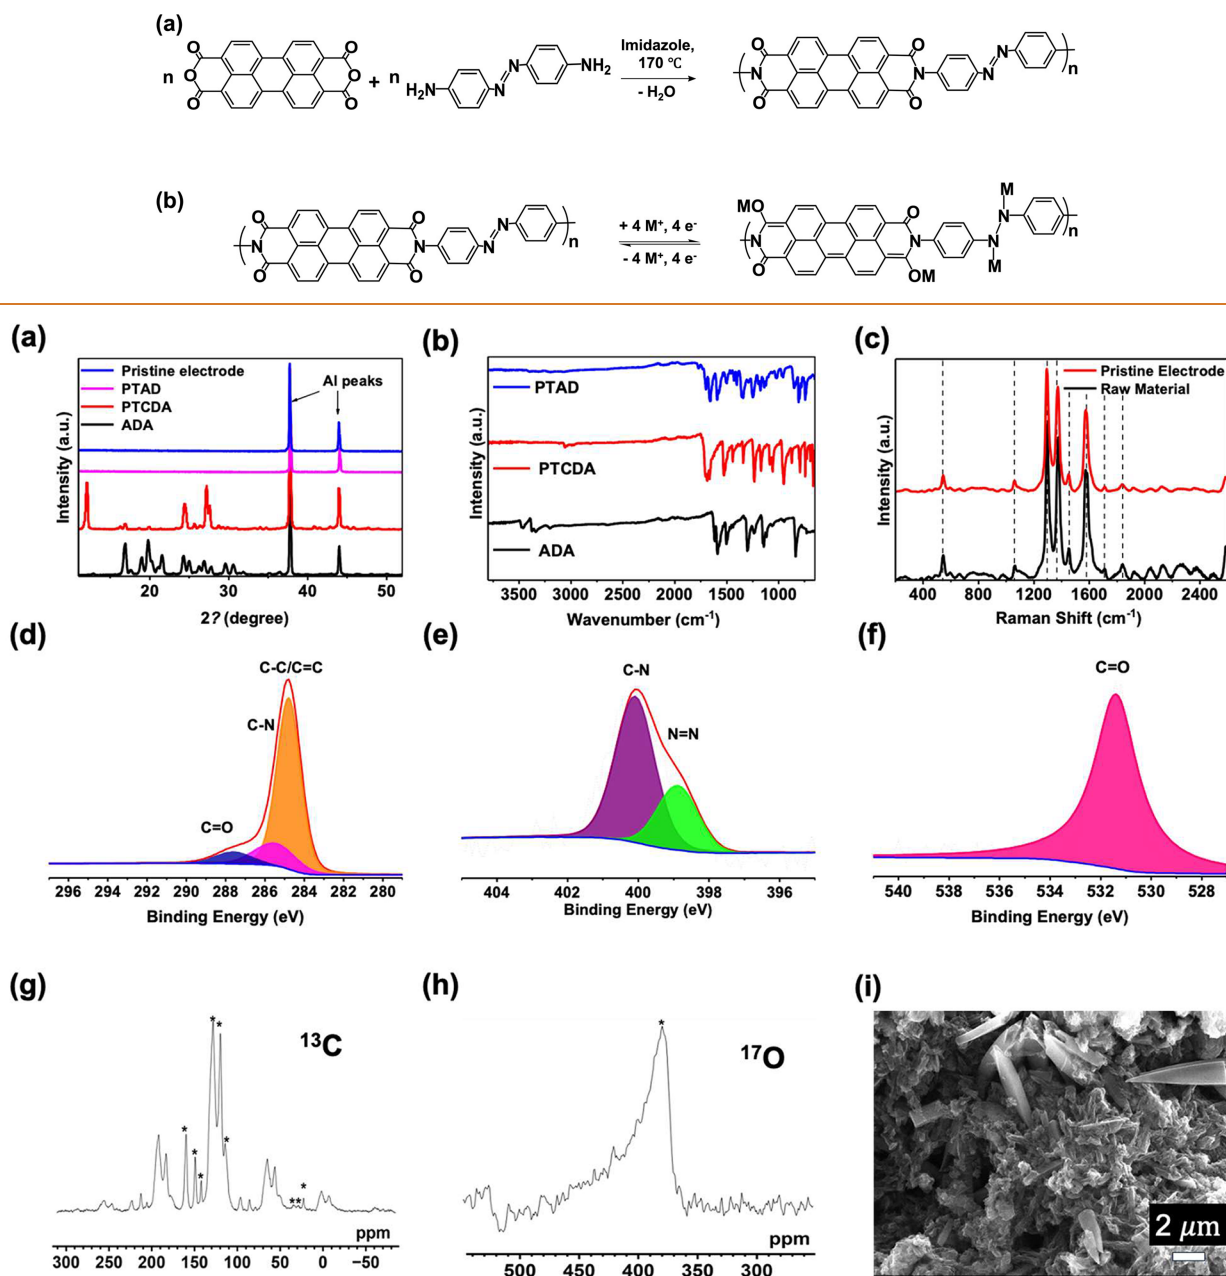 (a)
n
O
O
O
O
O
O
+
n
H₂N
N
N
NH₂
Imidazole,
170 °C
- H₂O
O
O
N
O
O
N
N
N
n
(b)
O
O
N
O
O
N
N
N
n
+ 4 M⁺, 4 e⁻
- 4 M⁺, 4 e⁻
MO
O
N
O
N
OM
M
N
N
M
n
(a)
Intensity (a.u.)
Pristine electrode
PTAD
PTCDA
ADA
Al peaks
20 30 40 50
2? (degree)
(b)
PTAD
PTCDA
ADA
3500 3000 2500 2000 1500 1000
Wavenumber (cm⁻¹)
(c)
Intensity (a.u.)
Pristine Electrode
Raw Material
400 800 1200 1600 2000 2400
Raman Shift (cm⁻¹)
(d)
C-C/C=C
C-N
C=O
296 294 292 290 288 286 284 282 280
Binding Energy (eV)
(e)
C-N
N=N
404 402 400 398 396
Binding Energy (eV)
(f)
C=O
540 538 536 534 532 530 528
Binding Energy (eV)
(g)
¹³C
* * * * * * ** *
ppm
300 250 200 150 100 50 0 −50
(h)
¹⁷O
*
ppm
500 450 400 350 300
(i)
2 μm